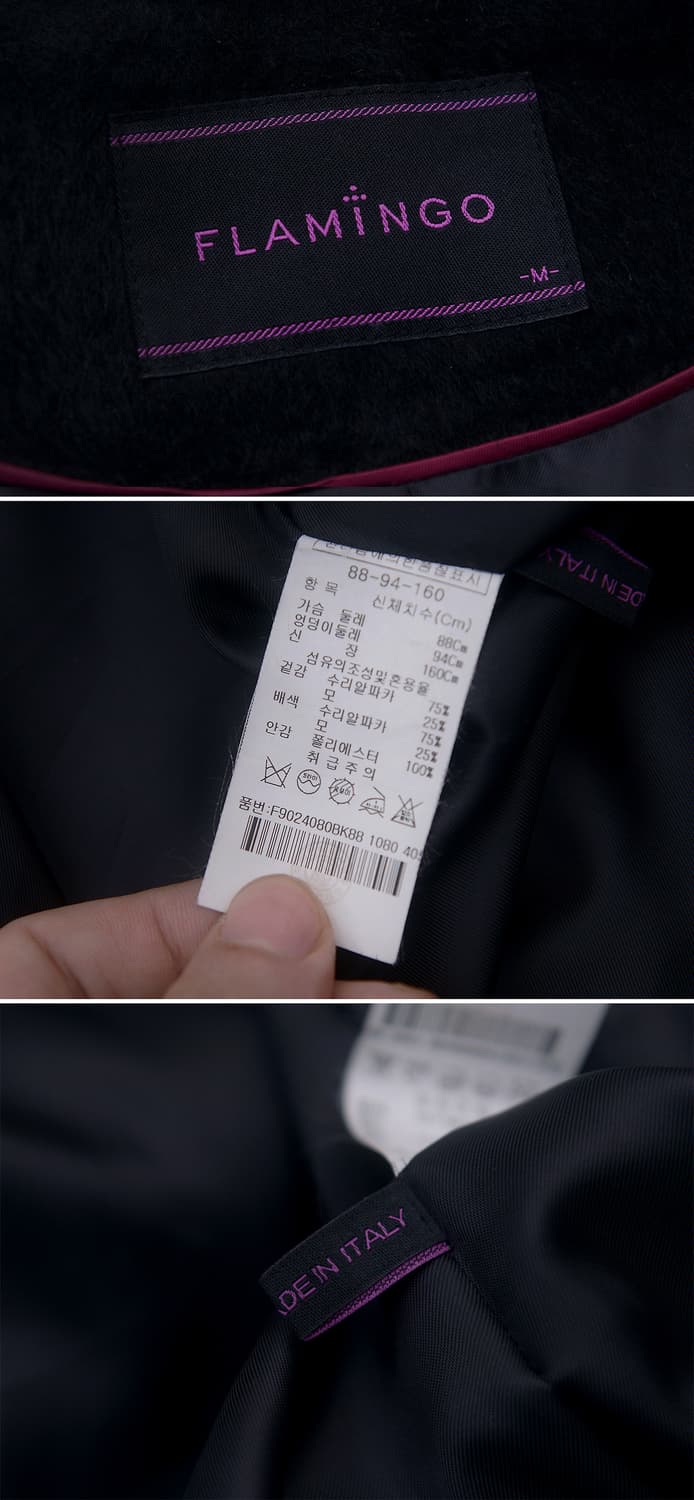 FLAMINGO
-M-
88-94-160
항 목 신체치수(Cm)
가슴 둘레 88Cm
엉덩이둘레 94Cm
신 장 160Cm
섬유의조성및혼용율
겉감 수리알파카 75%
모 25%
배색 수리알파카 75%
모 25%
안감 폴리에스터 100%
취 급 주 의
품번:F9024080BK88 1080 40
DE IN ITALY
DE IN ITALY